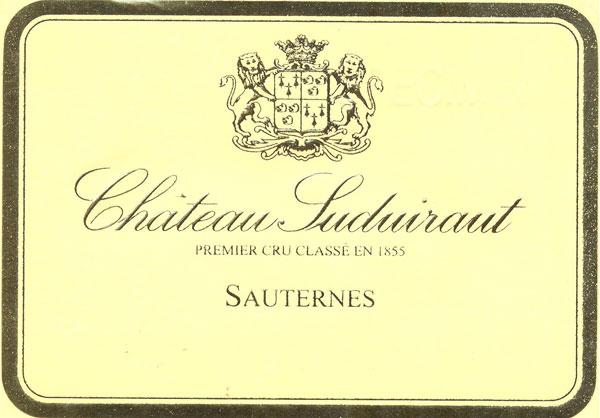 Château Suduiraut
PREMIER CRU CLASSÉ EN 1855
SAUTERNES